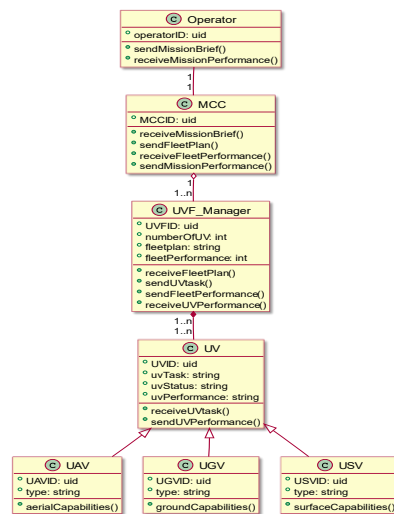 C Operator
operatorID: uid
sendMissionBrief()
receiveMissionPerformance()
1
1
C MCC
MCCID: uid
receiveMissionBrief()
sendFleetPlan()
receiveFleetPerformance()
sendMissionPerformance()
1
1..n
C UVF_Manager
UVFID: uid
numberOfUV: int
fleetplan: string
fleetPerformance: int
receiveFleetPlan()
sendUVtask()
sendFleetPerformance()
receiveUVPerformance()
1..n
1..n
C UV
UVID: uid
uvTask: string
uvStatus: string
uvPerformance: string
receiveUVtask()
sendUVPerformance()
C UAV
UAVID: uid
type: string
aerialCapabilities()
C UGV
UGVID: uid
type: string
groundCapabilities()
C USV
USVID: uid
type: string
surfaceCapabilities()